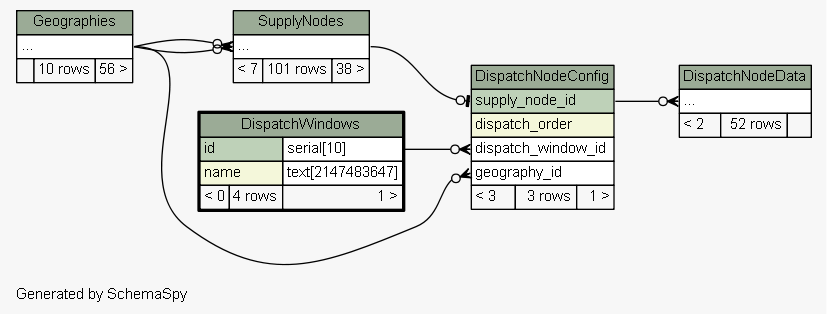 Geographies
...
10 rows 56 >
SupplyNodes
...
< 7 101 rows 38 >
DispatchNodeConfig
supply_node_id
dispatch_order
dispatch_window_id
geography_id
< 3 3 rows 1 >
DispatchNodeData
...
< 2 52 rows
DispatchWindows
id serial[10]
name text[2147483647]
< 0 4 rows 1 >
Generated by SchemaSpy